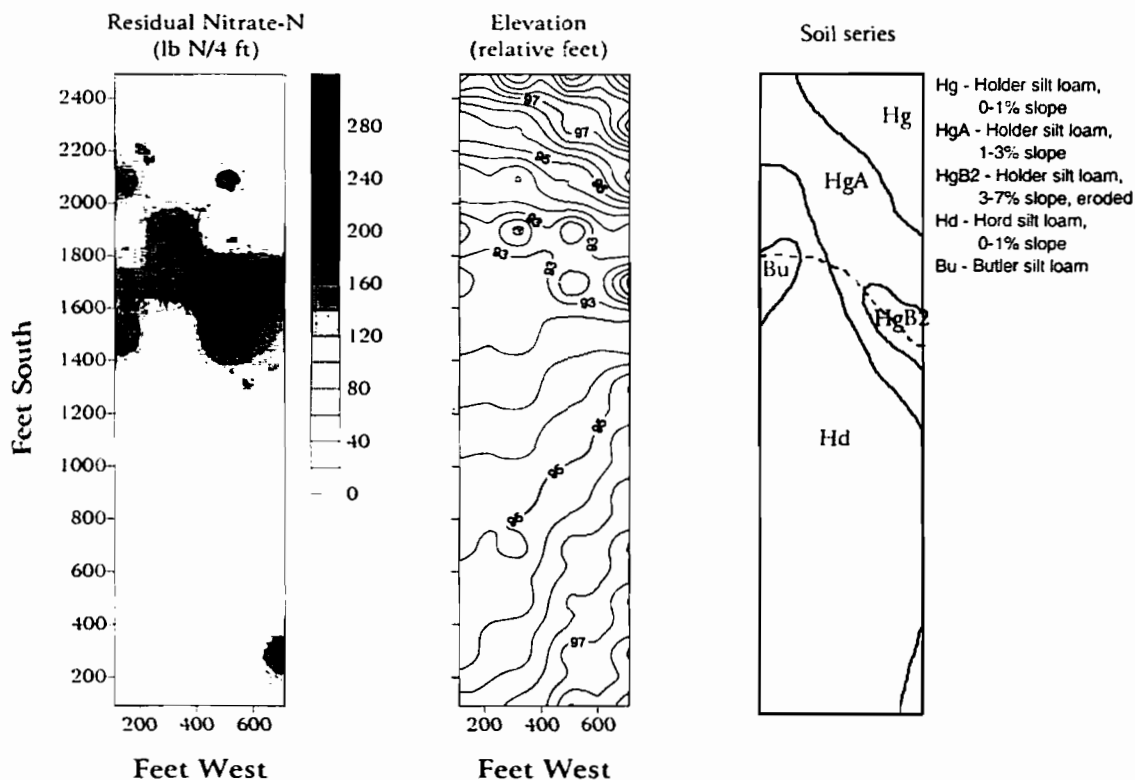 Residual Nitrate-N
(lb N/4 ft)
Elevation
(relative feet)
Soil series
Feet South
2400
2200
2000
1800
1600
1400
1200
1000
800
600
400
200
200 400 600
Feet West
280
240
200
160
120
80
40
0
97
95
93
93
93
93
95
97
200 400 600
Feet West
Hg
HgA
Bu
HgB2
Hd
Hg - Holder silt loam,
0-1% slope
HgA - Holder silt loam,
1-3% slope
HgB2 - Holder silt loam,
3-7% slope, eroded
Hd - Hord silt loam,
0-1% slope
Bu - Butler silt loam